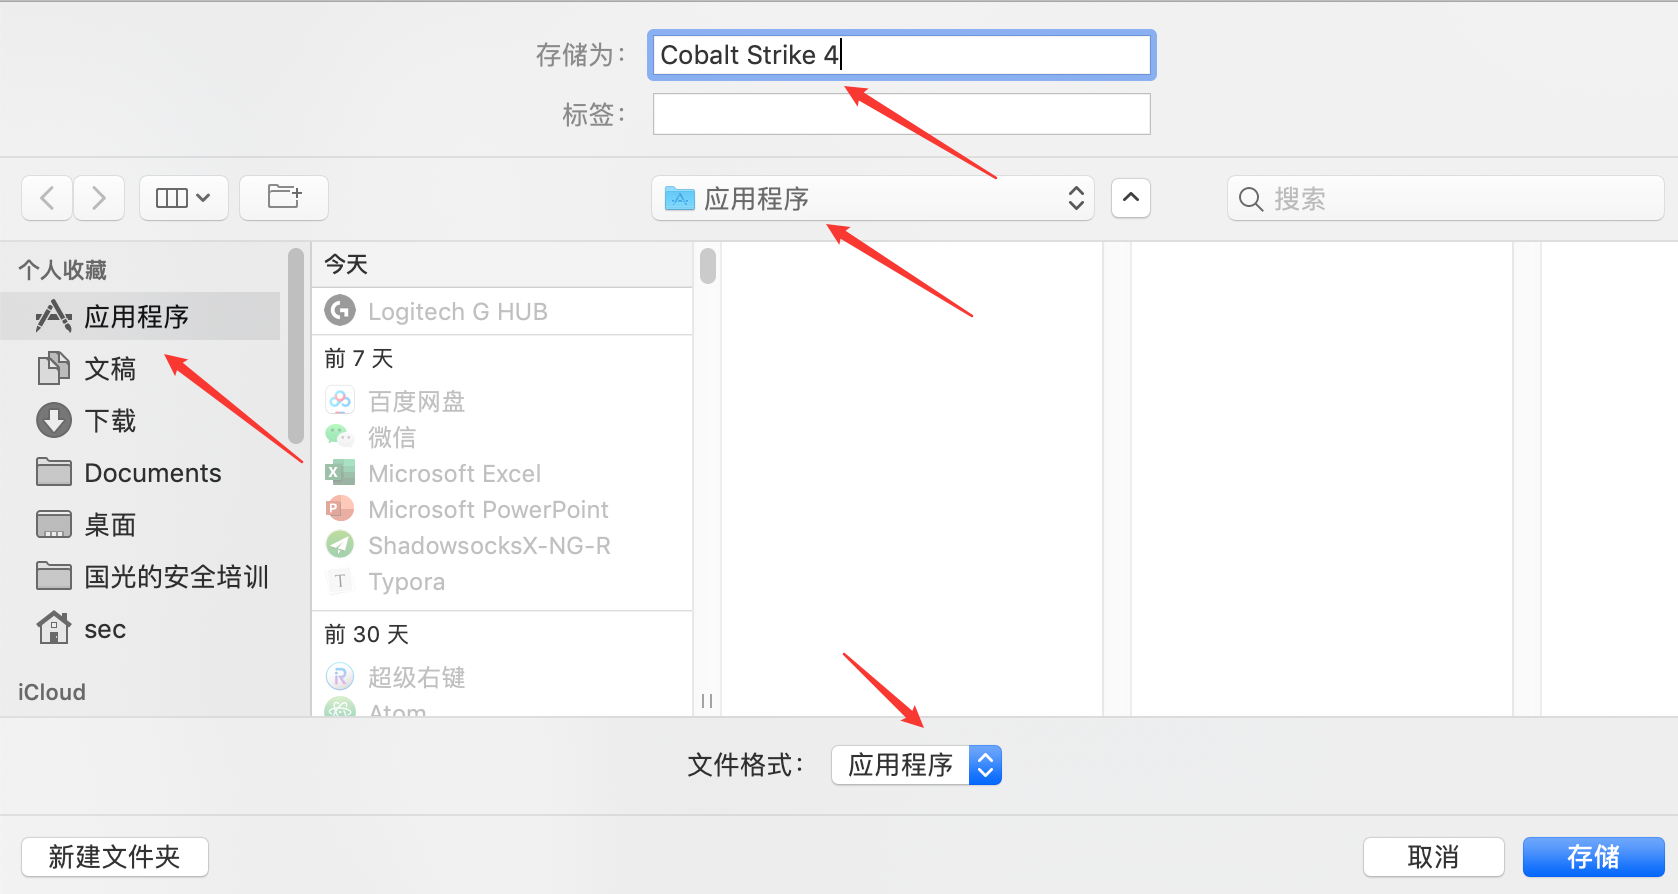 存储为：
Cobalt Strike 4
标签：
应用程序
搜索
个人收藏
应用程序
文稿
下载
Documents
桌面
国光的安全培训
sec
iCloud
今天
Logitech G HUB
前 7 天
百度网盘
微信
Microsoft Excel
Microsoft PowerPoint
ShadowsocksX-NG-R
Typora
前 30 天
超级右键
Atom
文件格式：
应用程序
新建文件夹
取消
存储